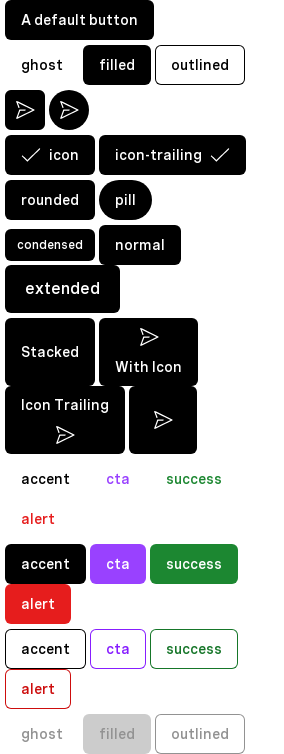 A default button
ghost filled outlined
icon icon-trailing
rounded pill
condensed normal
extended
Stacked With Icon
Icon Trailing
accent cta success
alert
accent cta success
alert
accent cta success
alert
ghost filled outlined